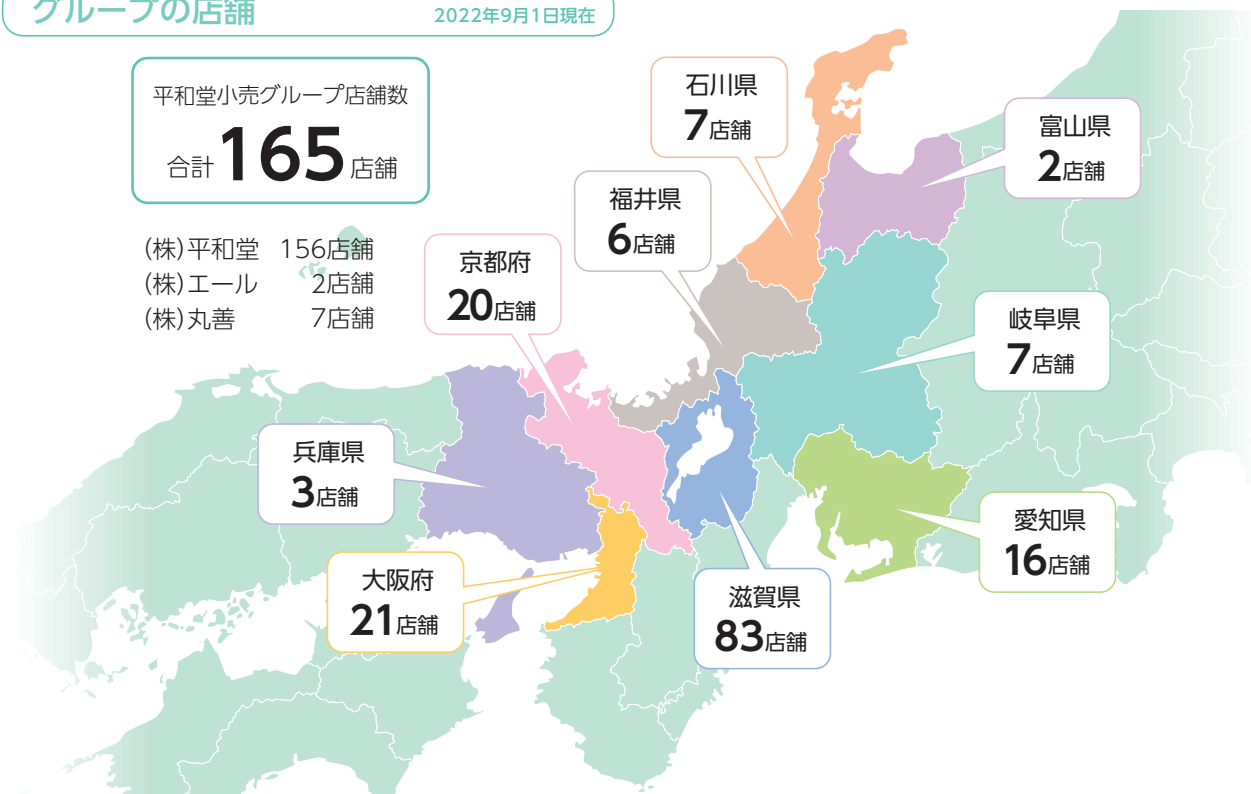 グループの店舗
2022年9月1日現在
平和堂小売グループ店舗数
合計165店舗
(株)平和堂 156店舗
(株)エール 2店舗
(株)丸善 7店舗
石川県
7店舗
富山県
2店舗
福井県
6店舗
京都府
20店舗
岐阜県
7店舗
兵庫県
3店舗
愛知県
16店舗
大阪府
21店舗
滋賀県
83店舗